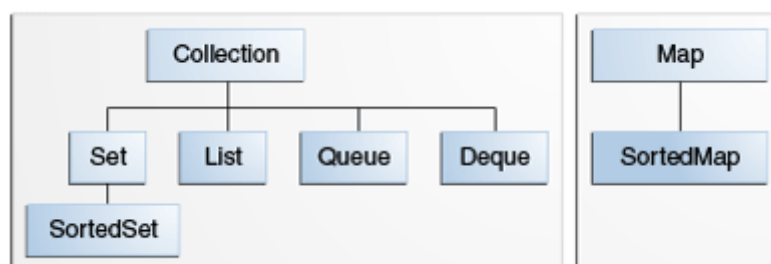 Collection
Set
List
Queue
Deque
SortedSet
Map
SortedMap